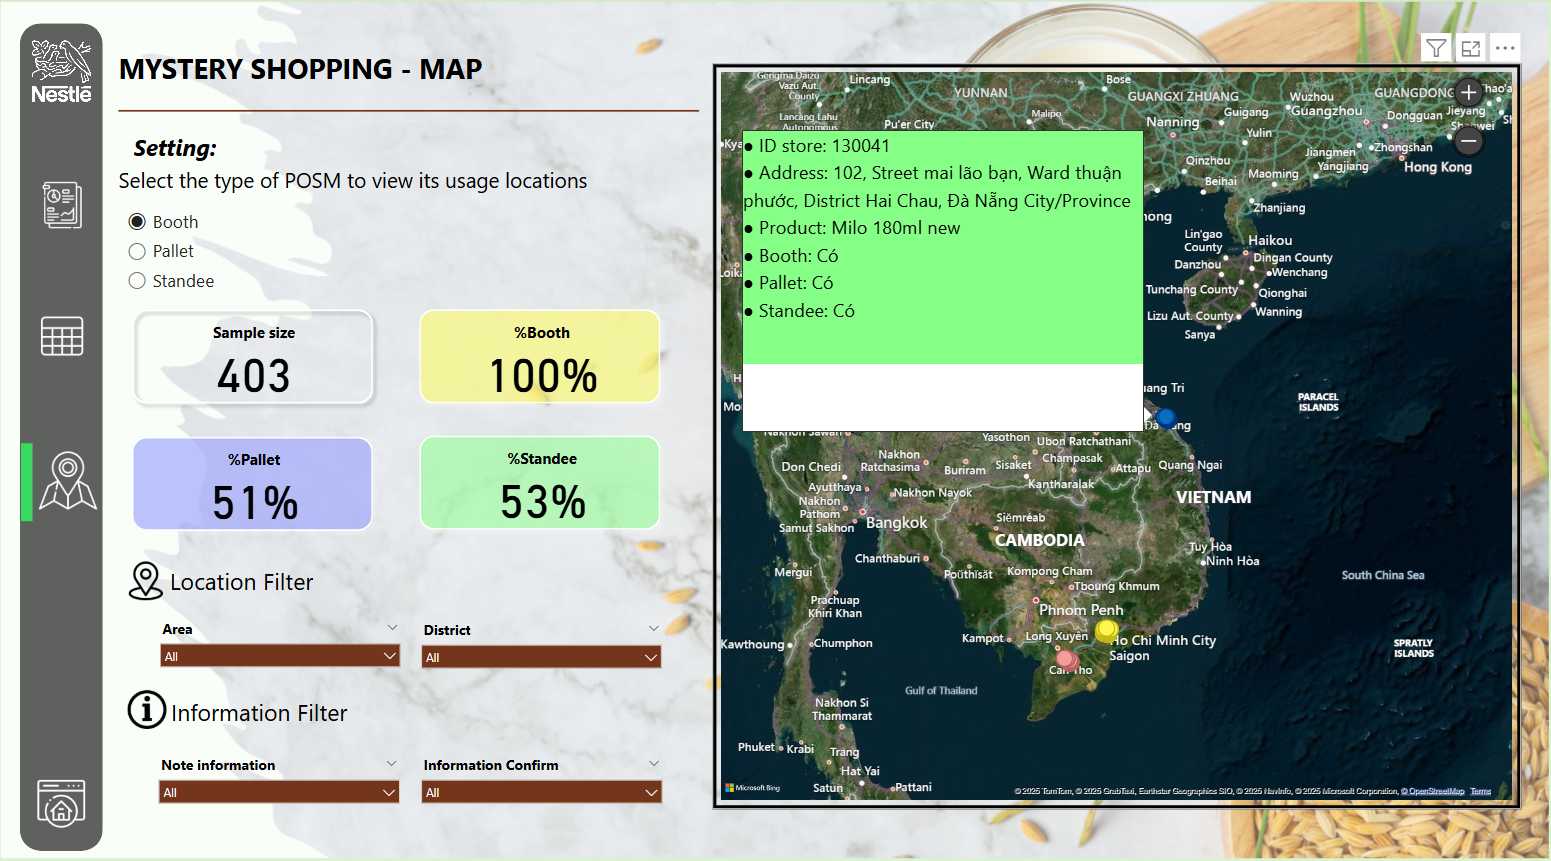 Nestlé
MYSTERY SHOPPING - MAP
Setting:
Select the type of POSM to view its usage locations
Booth
Pallet
Standee
Sample size
403
%Booth
100%
%Pallet
51%
%Standee
53%
Location Filter
Area
All
District
All
Information Filter
Note information
All
Information Confirm
All
● ID store: 130041
● Address: 102, Street mai lão bạn, Ward thuận
phước, District Hai Chau, Đà Nẵng City/Province
● Product: Milo 180ml new
● Booth: Có
● Pallet: Có
● Standee: Có
Gengma Daizu
Vazu Aut.
County
Lincang
YUNNAN
Bose
GUANGXI ZHUANG
Wuzhou
GUANGDONG
Guangzhou
Dongguan
Jieyang
Lancang Lahu
Autonomous
Pu'er City
Malipo
Nanning
Guigang
Yulin
Jiangmen
Zhongshan
Yangjiang
Hong Kong
Qinzhou
Maoming
Beihai
Zhanjiang
Lin'gao
County
Haikou
Dingan County
Danzhou
Wenchang
Tunchang County
Qionghai
Lizu Aut. County
Wanning
Sanya
uang Tri
PARACEL
ISLANDS
Nakhon Sawan
Yasothon
Ubon Ratchathani
Don Chedi
Nakhon
Ratchasima
Buriram
Sisaket
Champasak
Attapu
Quang Ngai
Ayutthaya
Nakhon Nayok
Kantharalak
Nakhon
Pathom
VIETNAM
Samut Sakhon
Bangkok
Siĕmréab
CAMBODIA
Chanthaburi
Tuy Hòa
Ninh Hòa
Mergui
Poŭthĭsăt
Kompong Cham
Tboung Khmum
South China Sea
Prachuap
Khiri Khan
Phnom Penh
Kawthoung
Chumphon
Kampot
Long Xuyên
Ho Chi Minh City
Saigon
SPRATLY
ISLANDS
Can Tho
Gulf of Thailand
Nakhon Si
Thammarat
Phuket
Krabi
Trang
Hat Yai
Satun
Pattani
Microsoft Bing
© 2025 TomTom, © 2025 GrabTaxi, Earthstar Geographics SIO, © 2025 NavInfo, © 2025 Microsoft Corporation, © OpenStreetMap Terms